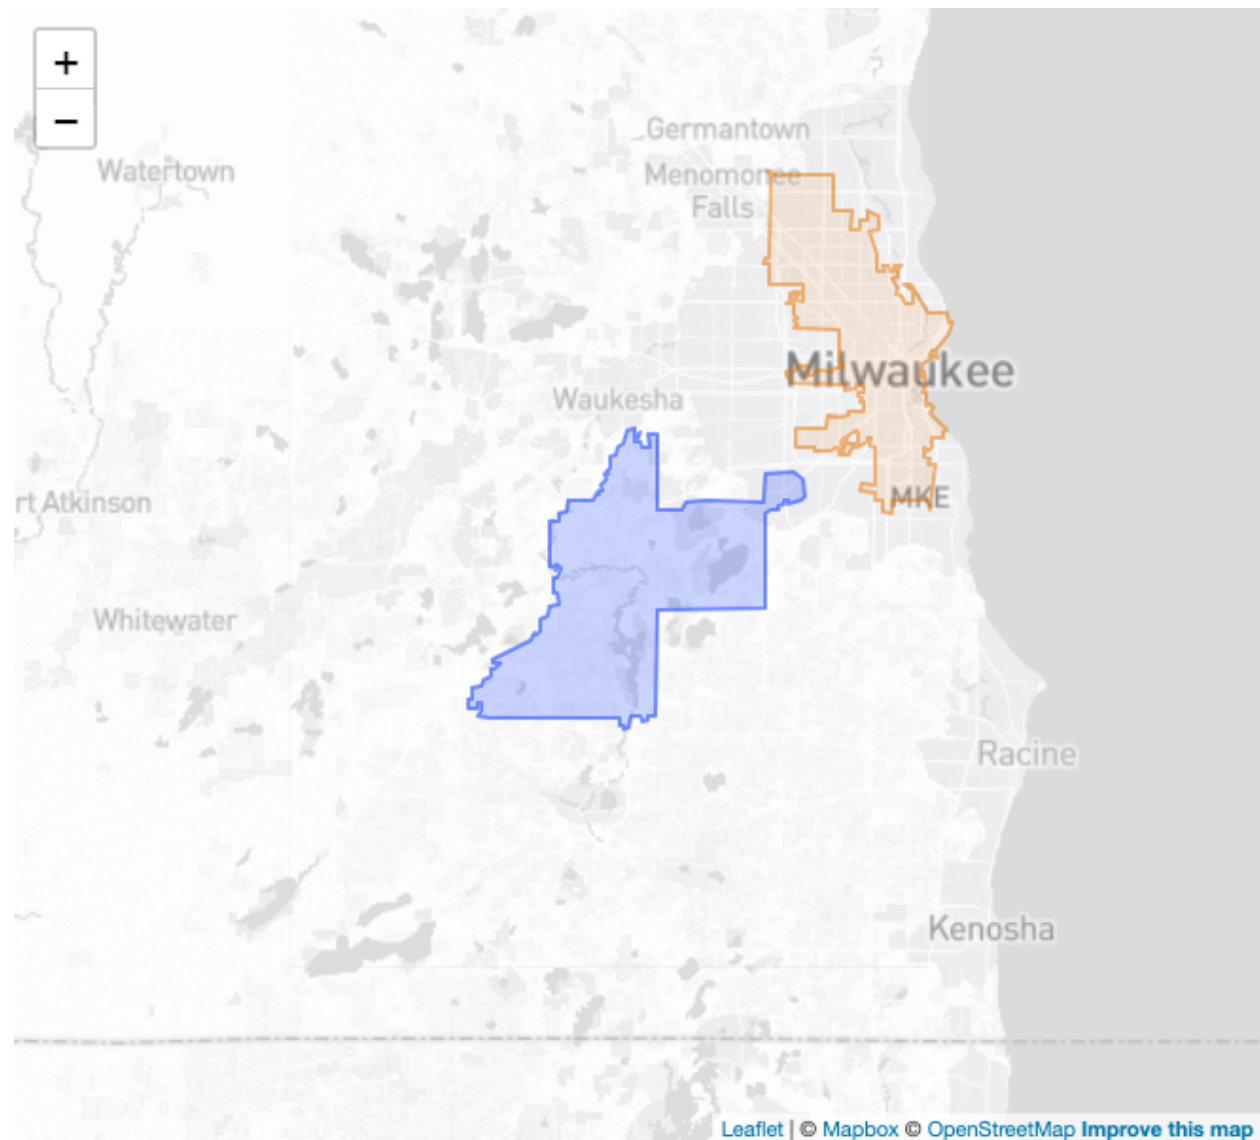 +
−
Germantown
Watertown
Menomonee
Falls
Milwaukee
Waukesha
rt Atkinson
MKE
Whitewater
Racine
Kenosha
Leaflet | © Mapbox © OpenStreetMap Improve this map